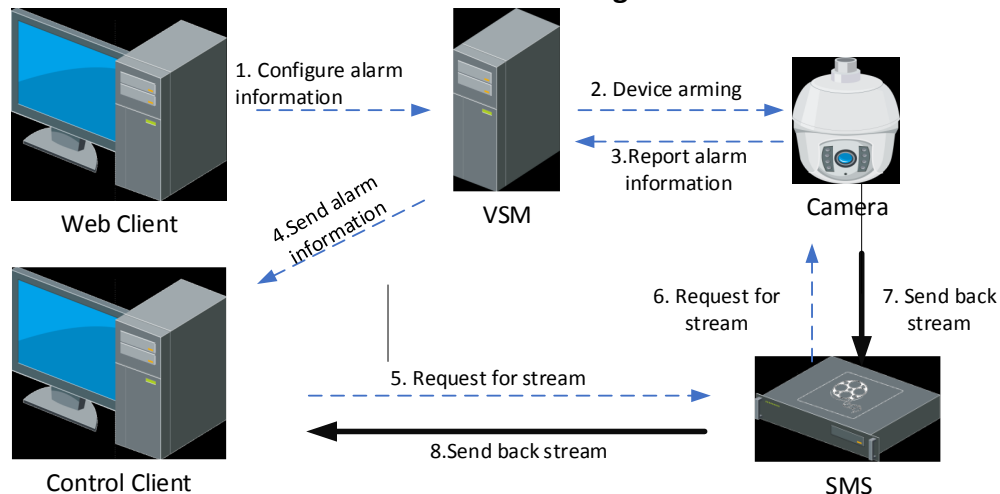 1. Configure alarm
information
2. Device arming
3.Report alarm
information
Web Client
VSM
Camera
4.Send alarm
information
6. Request for
stream
7. Send back
stream
5. Request for stream
8.Send back stream
Control Client
SMS